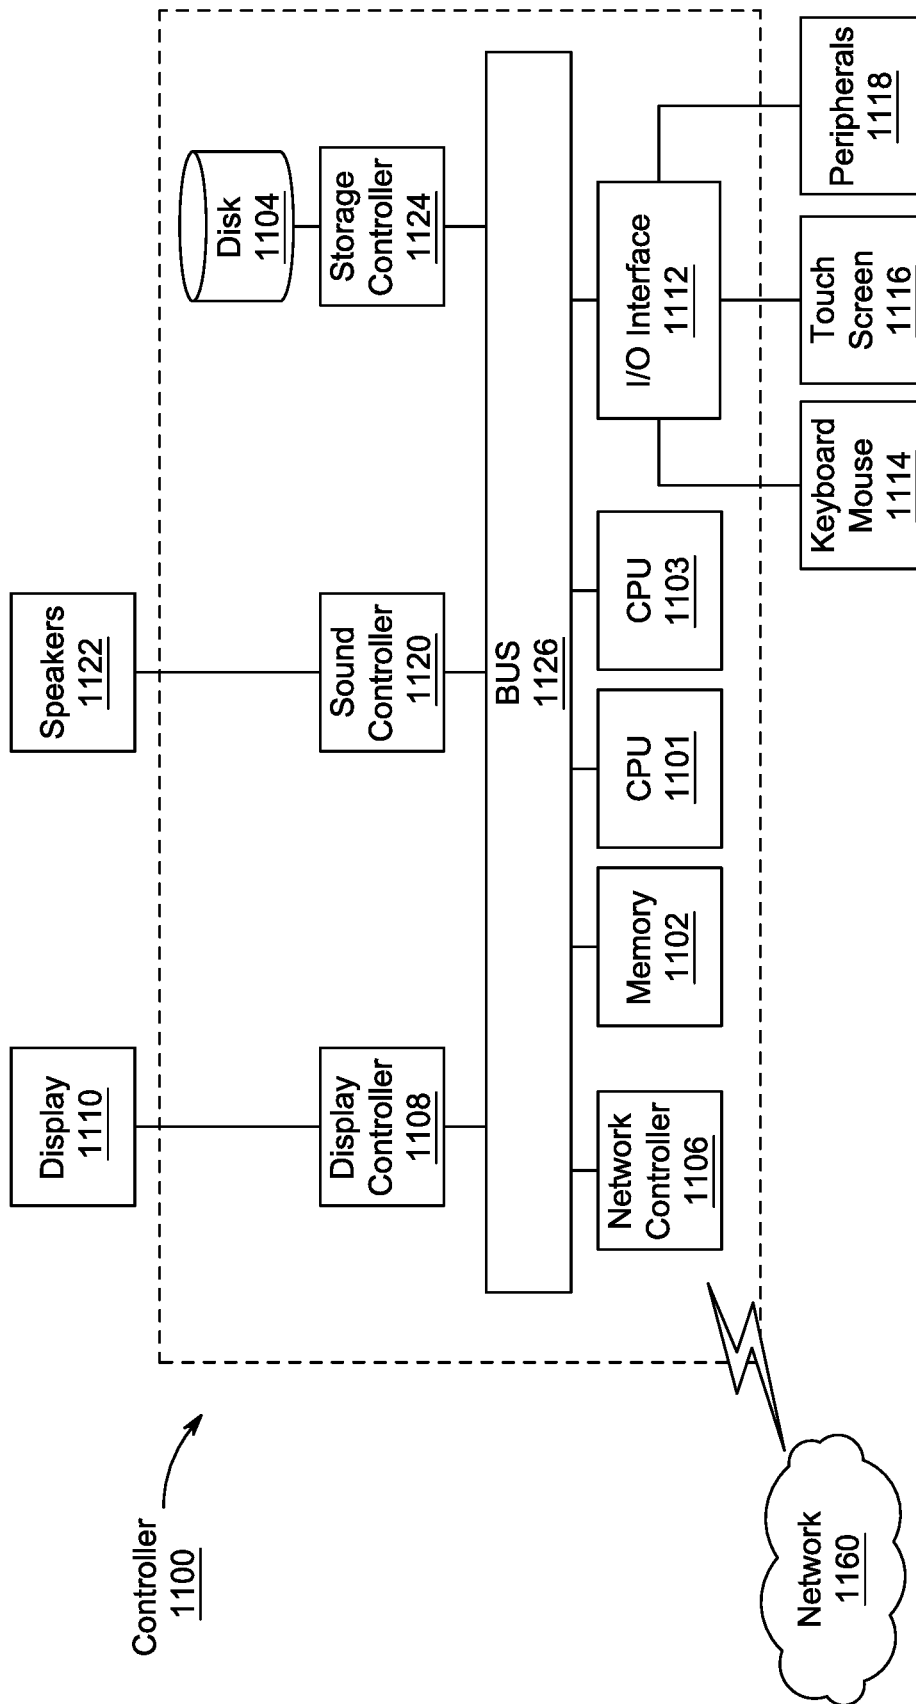 Controller
1100
Display
1110
Speakers
1122
Disk
1104
Display
Controller
1108
Sound
Controller
1120
Storage
Controller
1124
BUS
1126
Network
Controller
1106
Memory
1102
CPU
1101
CPU
1103
I/O Interface
1112
Network
1160
Keyboard
Mouse
1114
Touch
Screen
1116
Peripherals
1118